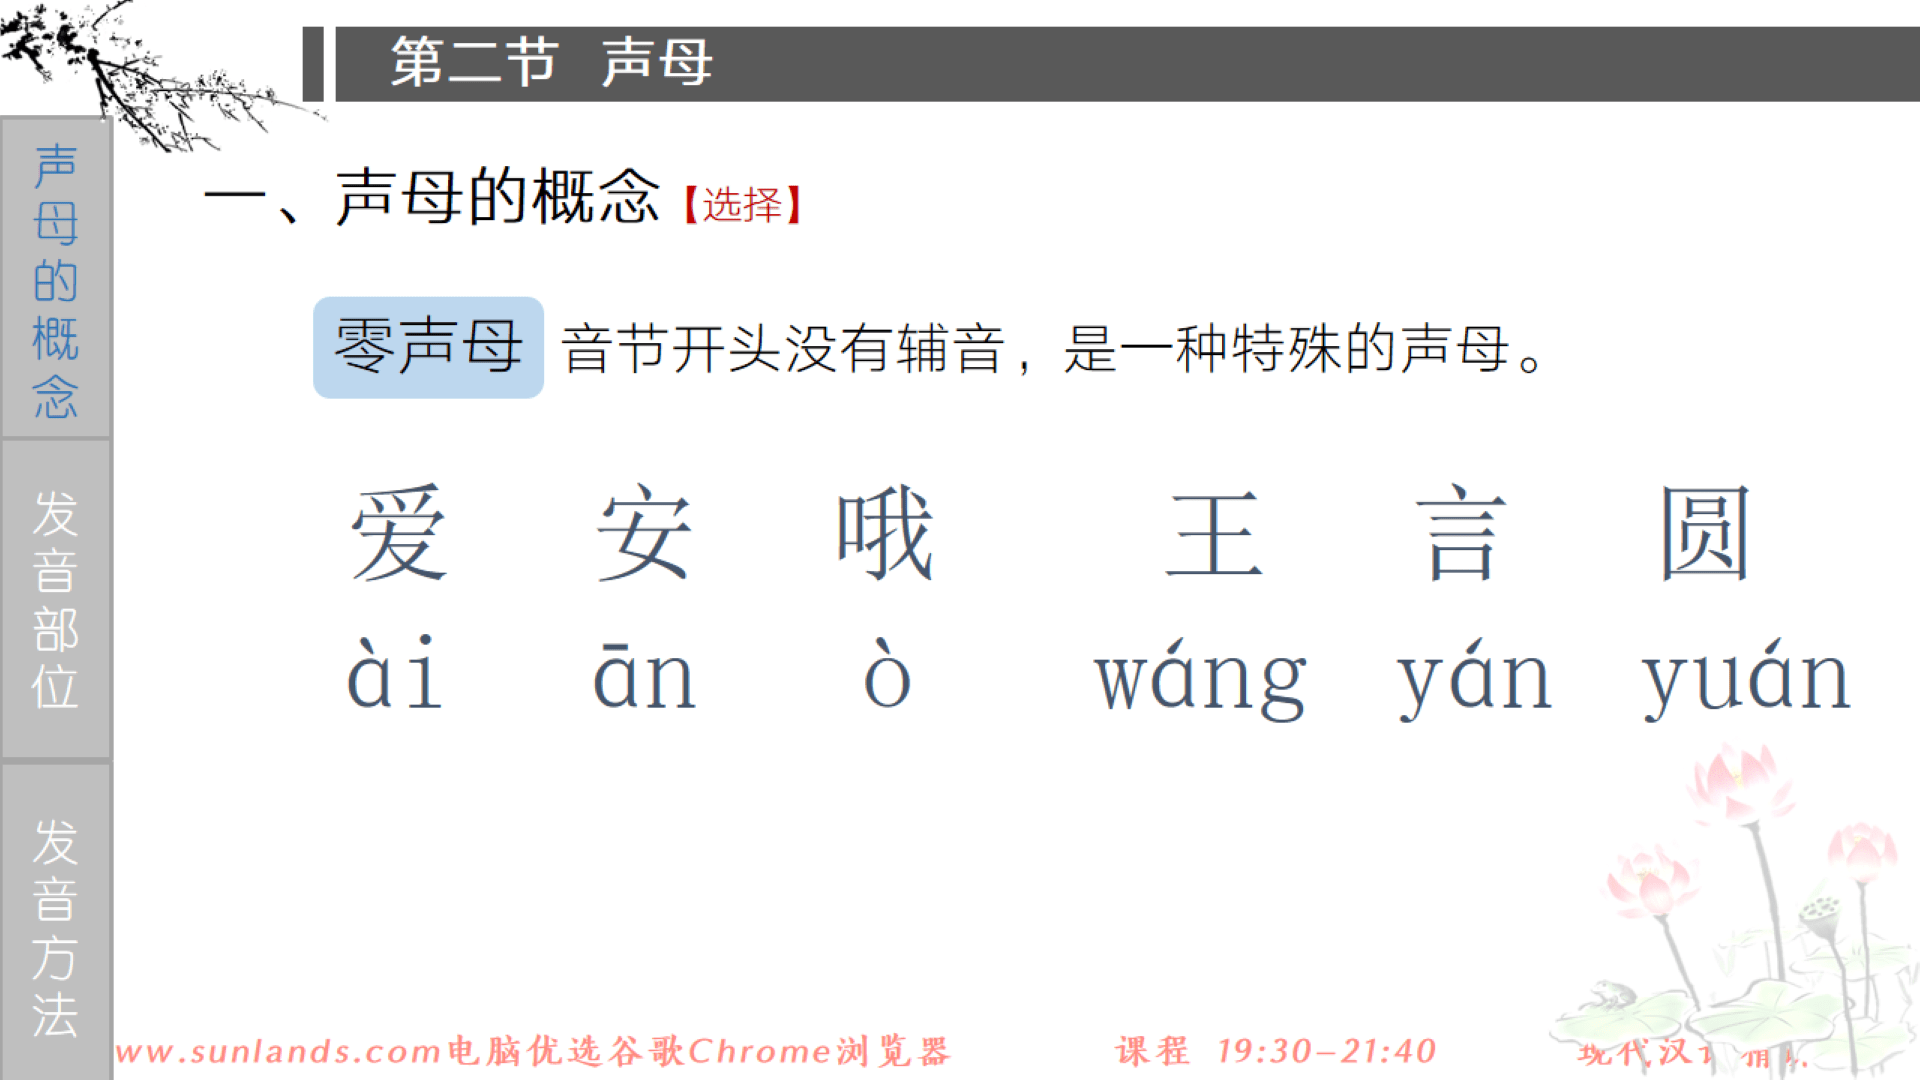 第二节 声母
声母的概念
发音部位
发音方法
一、声母的概念【选择】
零声母 音节开头没有辅音，是一种特殊的声母。
爱 安 哦 王 言 圆
ài ān ò wáng yán yuán
ww.sunlands.com电脑优选谷歌Chrome浏览器 课程 19:30-21:40 现代汉